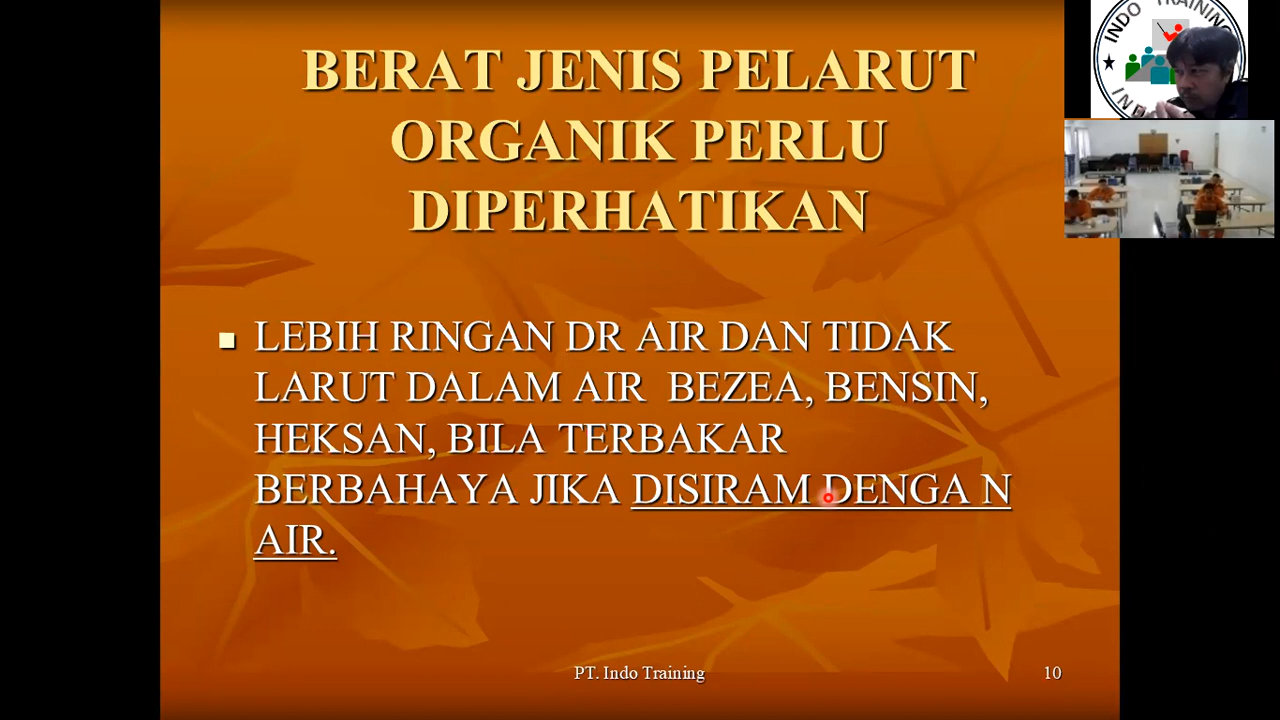 BERAT JENIS PELARUT
ORGANIK PERLU
DIPERHATIKAN
LEBIH RINGAN DR AIR DAN TIDAK
LARUT DALAM AIR BEZEA, BENSIN,
HEKSAN, BILA TERBAKAR
BERBAHAYA JIKA DISIRAM DENGA N
AIR.
PT. Indo Training
10
INDO TRAINING